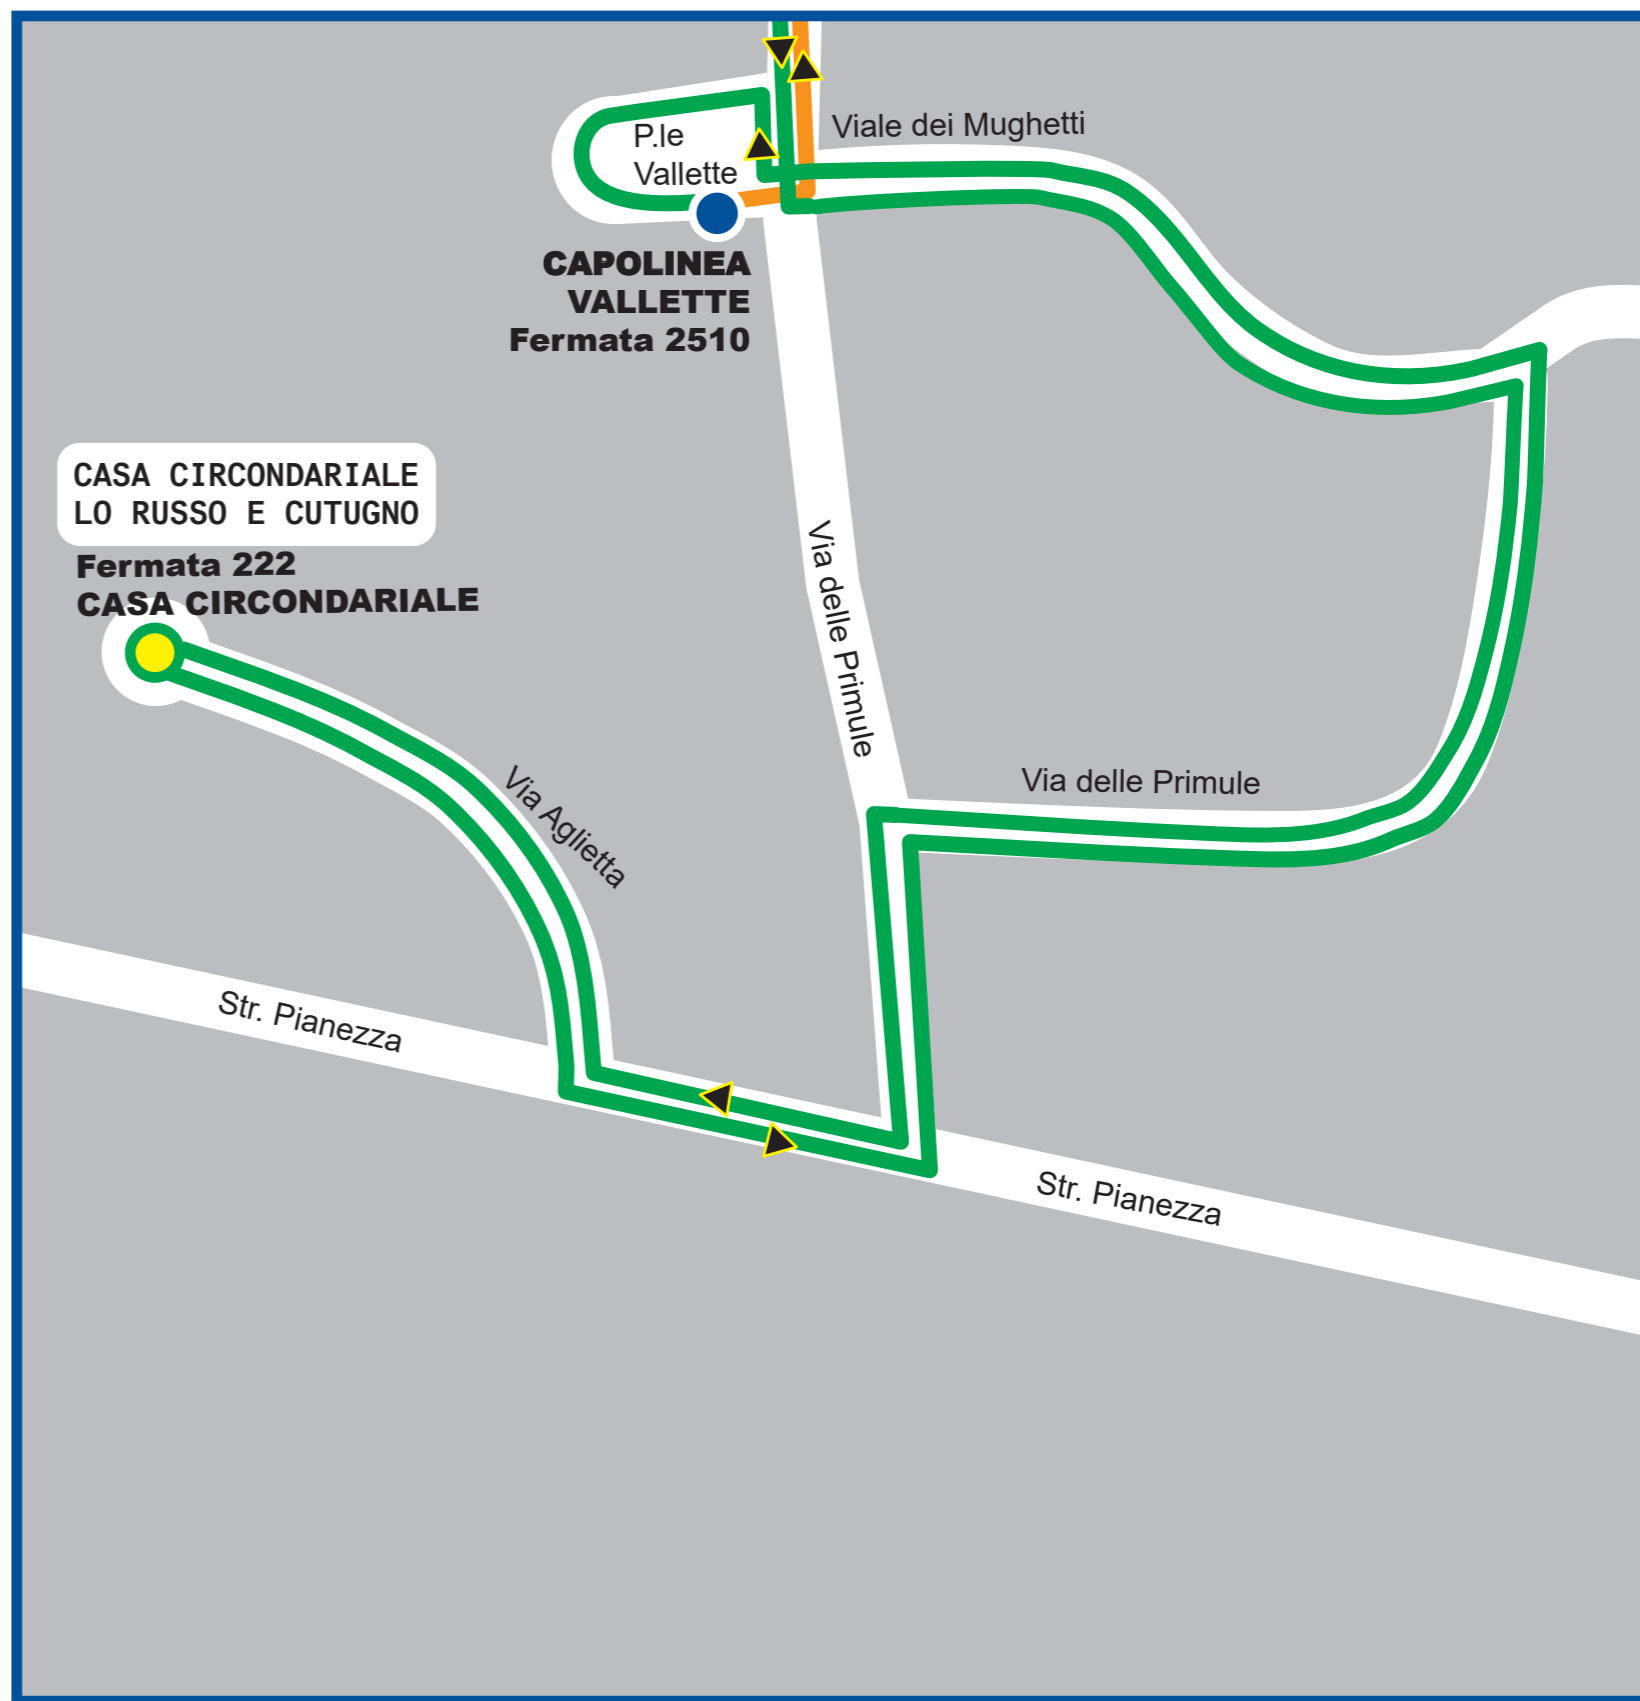 Viale dei Mughetti
P.le
Vallette
CAPOLINEA
VALLETTE
Fermata 2510
CASA CIRCONDARIALE
LO RUSSO E CUTUGNO
Fermata 222
CASA CIRCONDARIALE
Via delle Primule
Via delle Primule
Via Aglietta
Str. Pianezza
Str. Pianezza